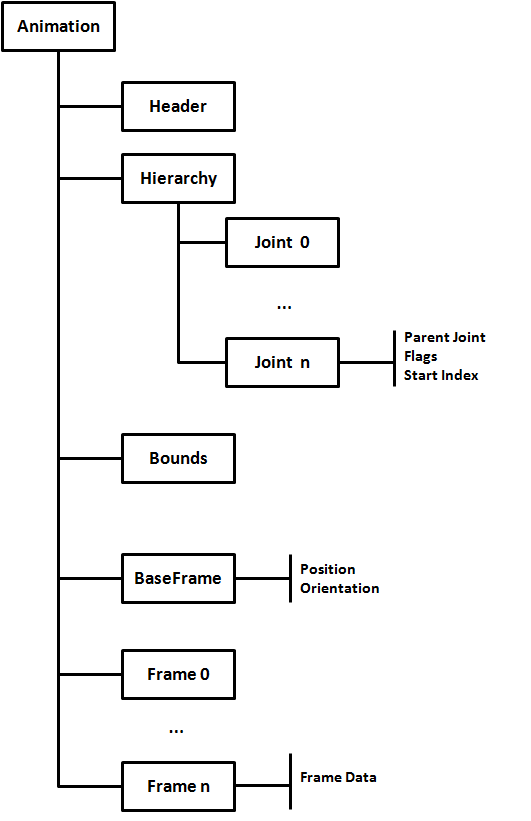 Animation
Header
Hierarchy
Joint 0
...
Joint n
Parent Joint
Flags
Start Index
Bounds
BaseFrame
Position
Orientation
Frame 0
...
Frame n
Frame Data